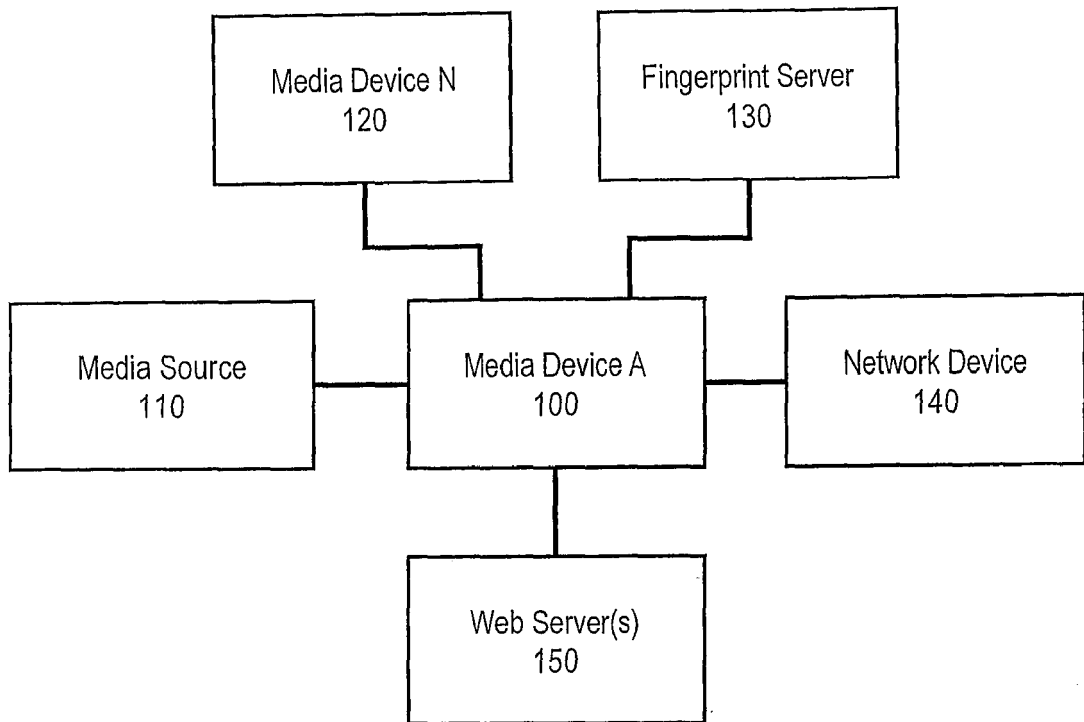 Media Device N
120
Fingerprint Server
130
Media Source
110
Media Device A
100
Network Device
140
Web Server(s)
150